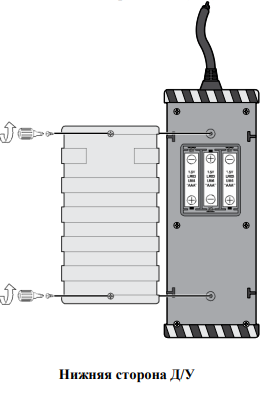 1.5V 1.5V 1.5V
LR03 LR03 LR03
UM4 UM4 UM4
"AAA" "AAA" "AAA"
Нижняя сторона Д/У